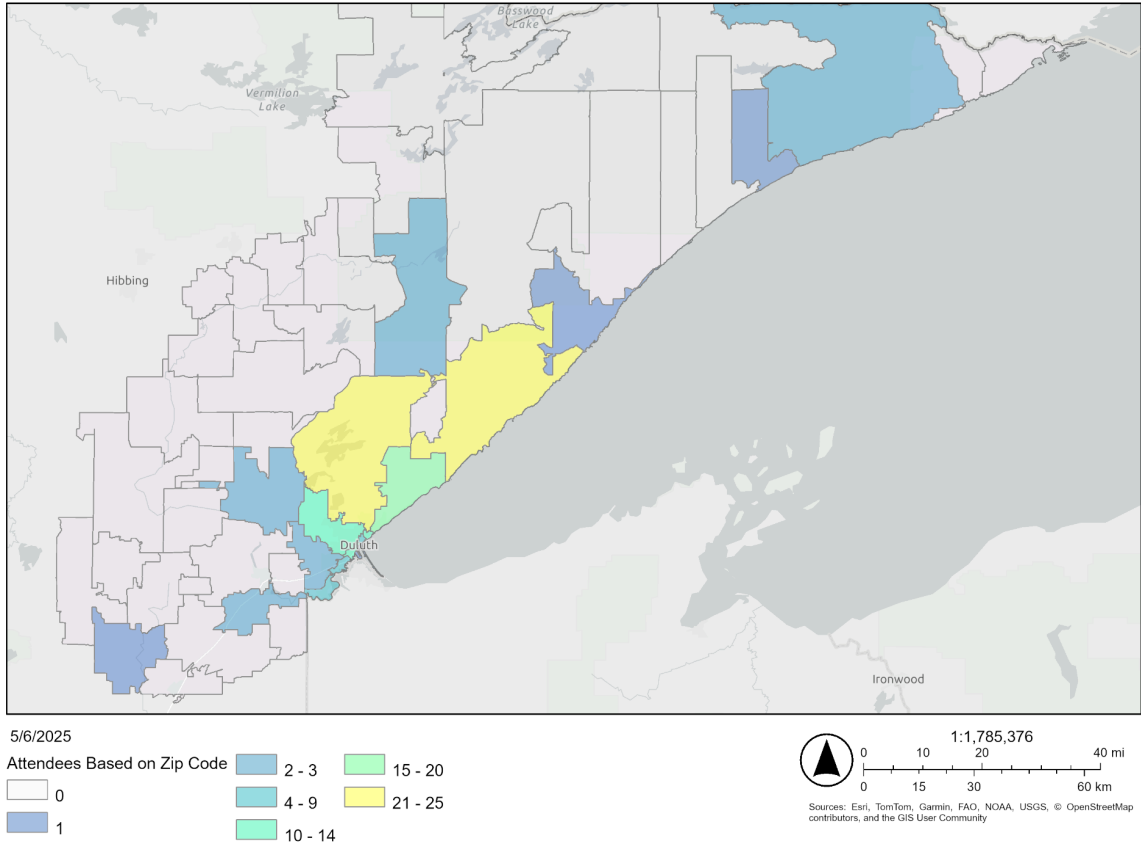 Basswood
Lake
Vermilion
Lake
Hibbing
Duluth
Ironwood
5/6/2025
Attendees Based on Zip Code
0
1
2 - 3
4 - 9
10 - 14
15 - 20
21 - 25
1:1,785,376
0 10 20 40 mi
0 15 30 60 km
Sources: Esri, TomTom, Garmin, FAO, NOAA, USGS, © OpenStreetMap
contributors, and the GIS User Community